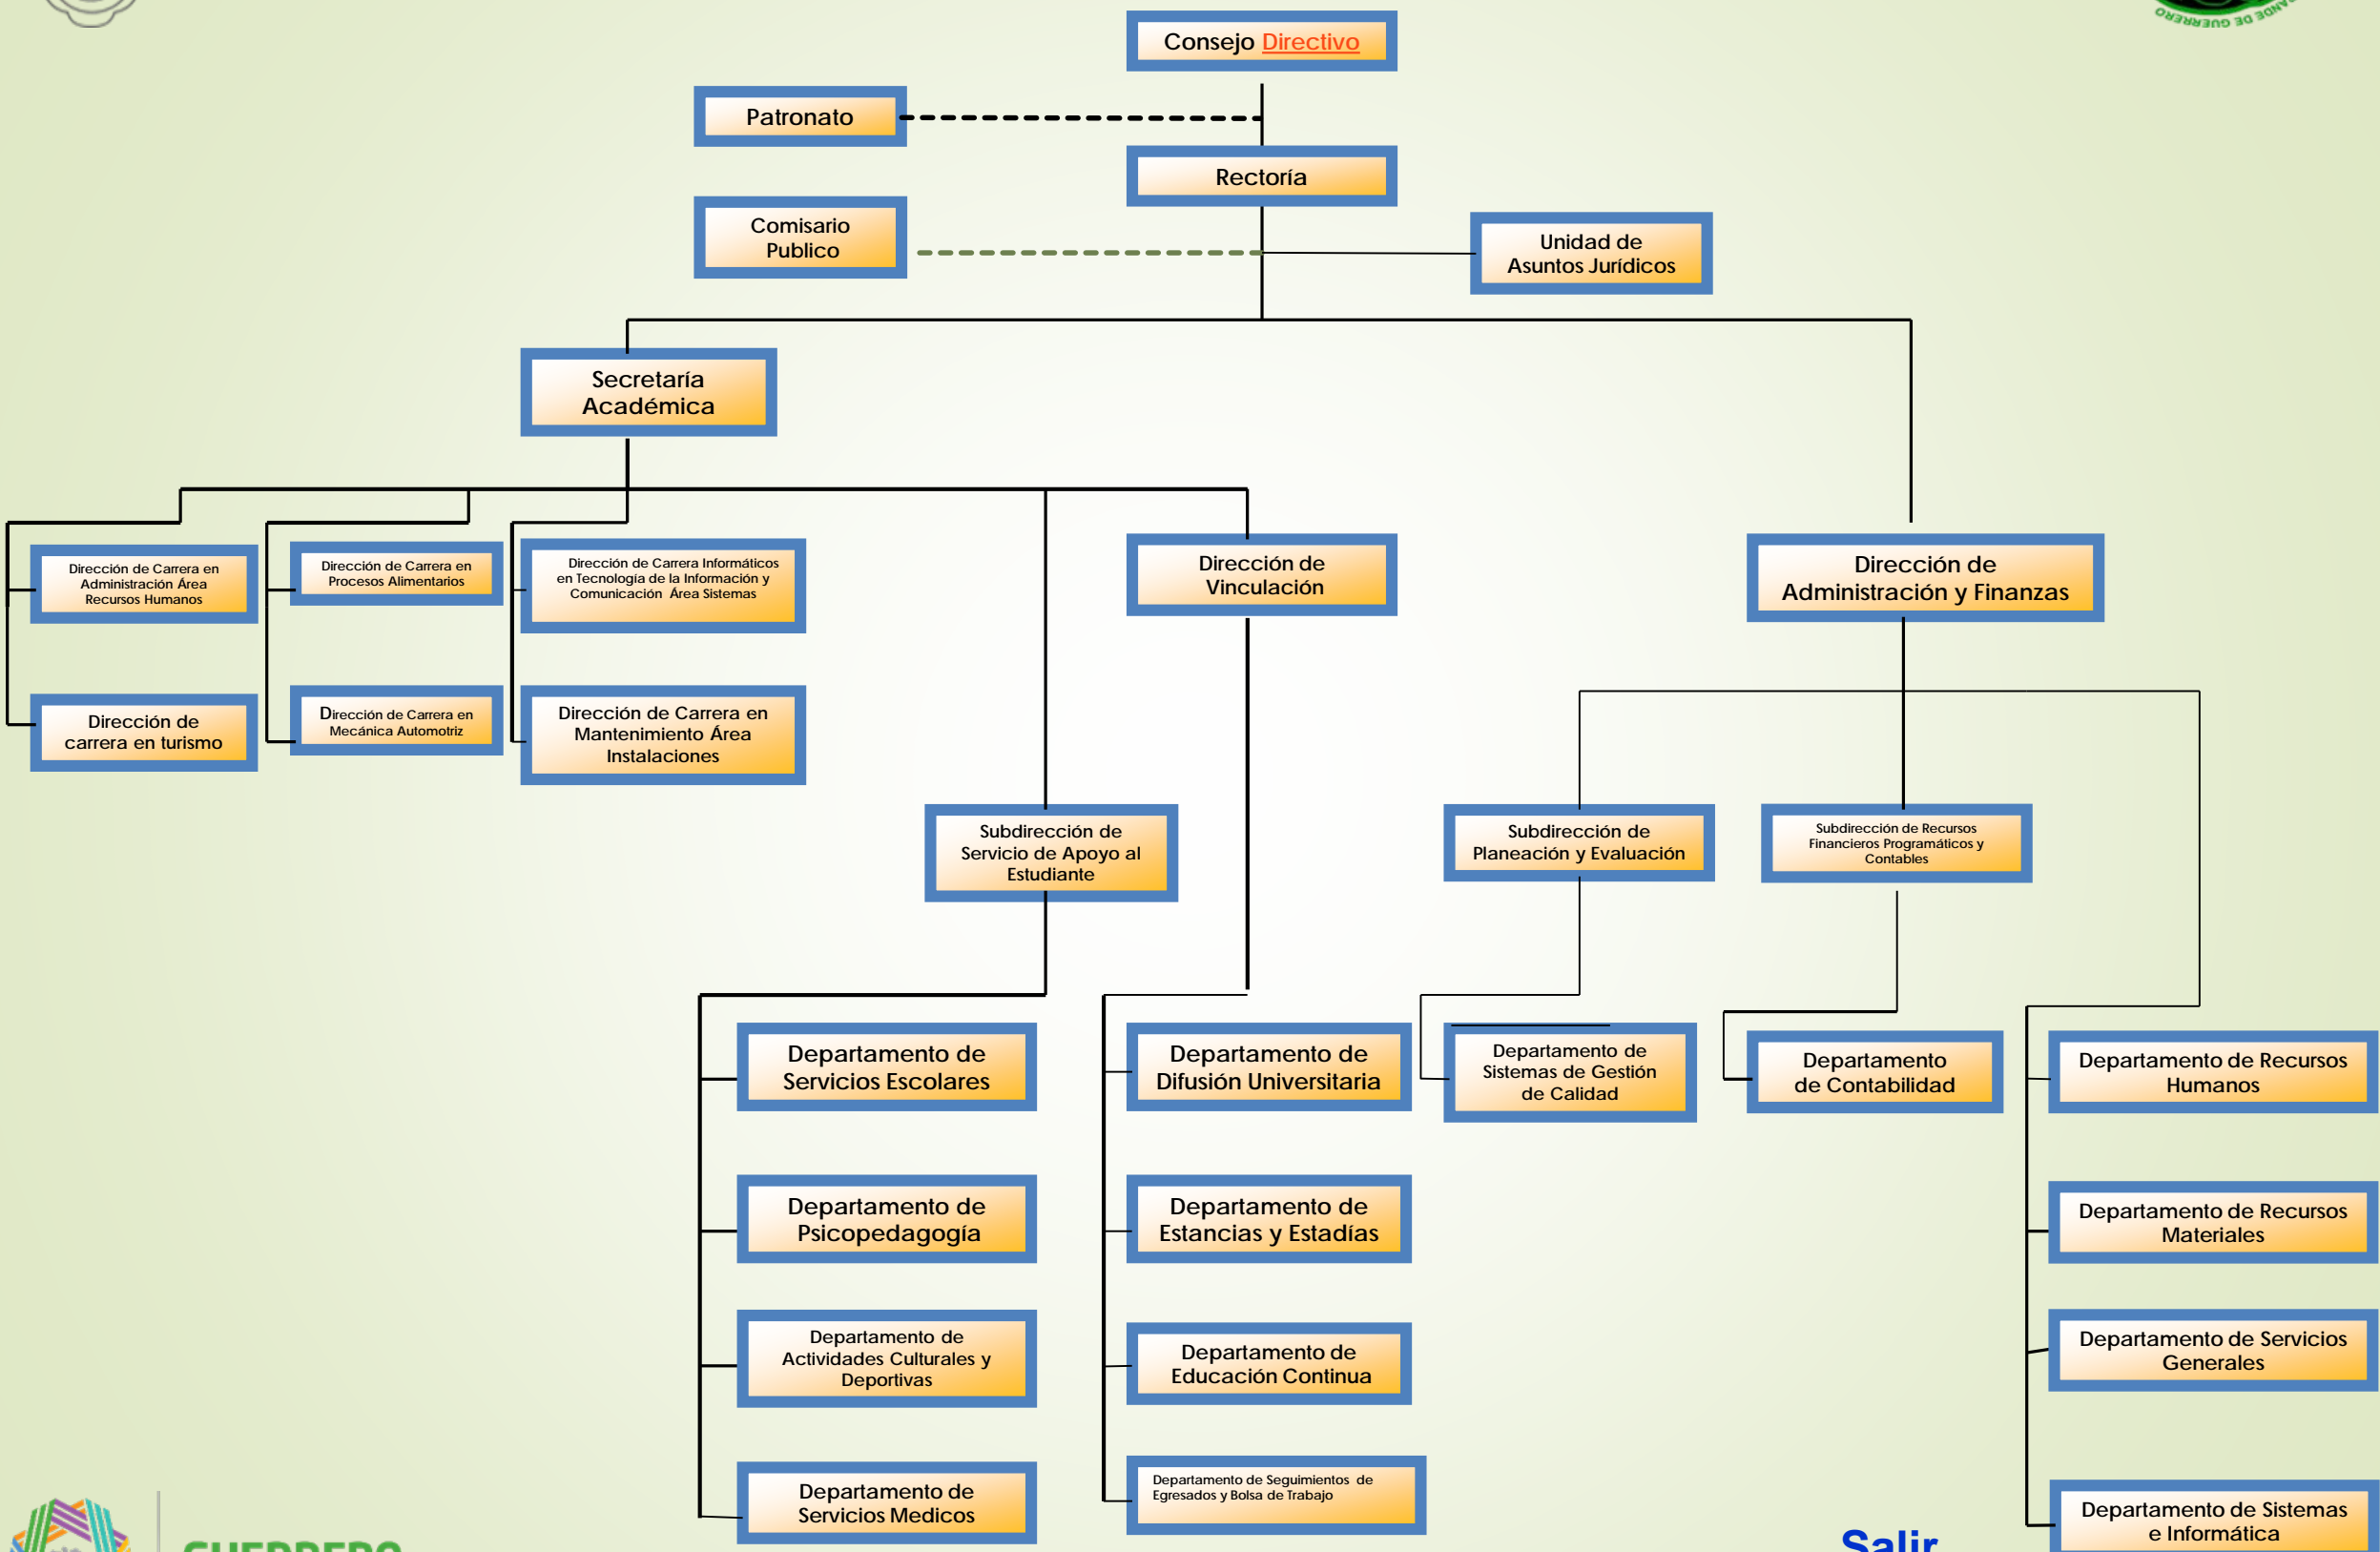 Consejo Directivo
Patronato
Rectoría
Comisario
Publico
Unidad de
Asuntos Jurídicos
Secretaría
Académica
Dirección de Carrera en
Administración Área
Recursos Humanos
Dirección de Carrera en
Procesos Alimentarios
Dirección de Carrera Informáticos
en Tecnología de la Información y
Comunicación Área Sistemas
Dirección de
Vinculación
Dirección de
Administración y Finanzas
Dirección de
carrera en turismo
Dirección de Carrera en
Mecánica Automotriz
Dirección de Carrera en
Mantenimiento Área
Instalaciones
Subdirección de
Servicio de Apoyo al
Estudiante
Subdirección de
Planeación y Evaluación
Subdirección de Recursos
Financieros Programáticos y
Contables
Departamento de
Servicios Escolares
Departamento de
Difusión Universitaria
Departamento de
Sistemas de Gestión
de Calidad
Departamento
de Contabilidad
Departamento de Recursos
Humanos
Departamento de
Psicopedagogía
Departamento de
Estancias y Estadías
Departamento de Recursos
Materiales
Departamento de
Actividades Culturales y
Deportivas
Departamento de
Educación Continua
Departamento de Servicios
Generales
Departamento de
Servicios Medicos
Departamento de Seguimientos de
Egresados y Bolsa de Trabajo
Departamento de Sistemas
e Informática
GUERRERO
Salir
DE GUERRERO